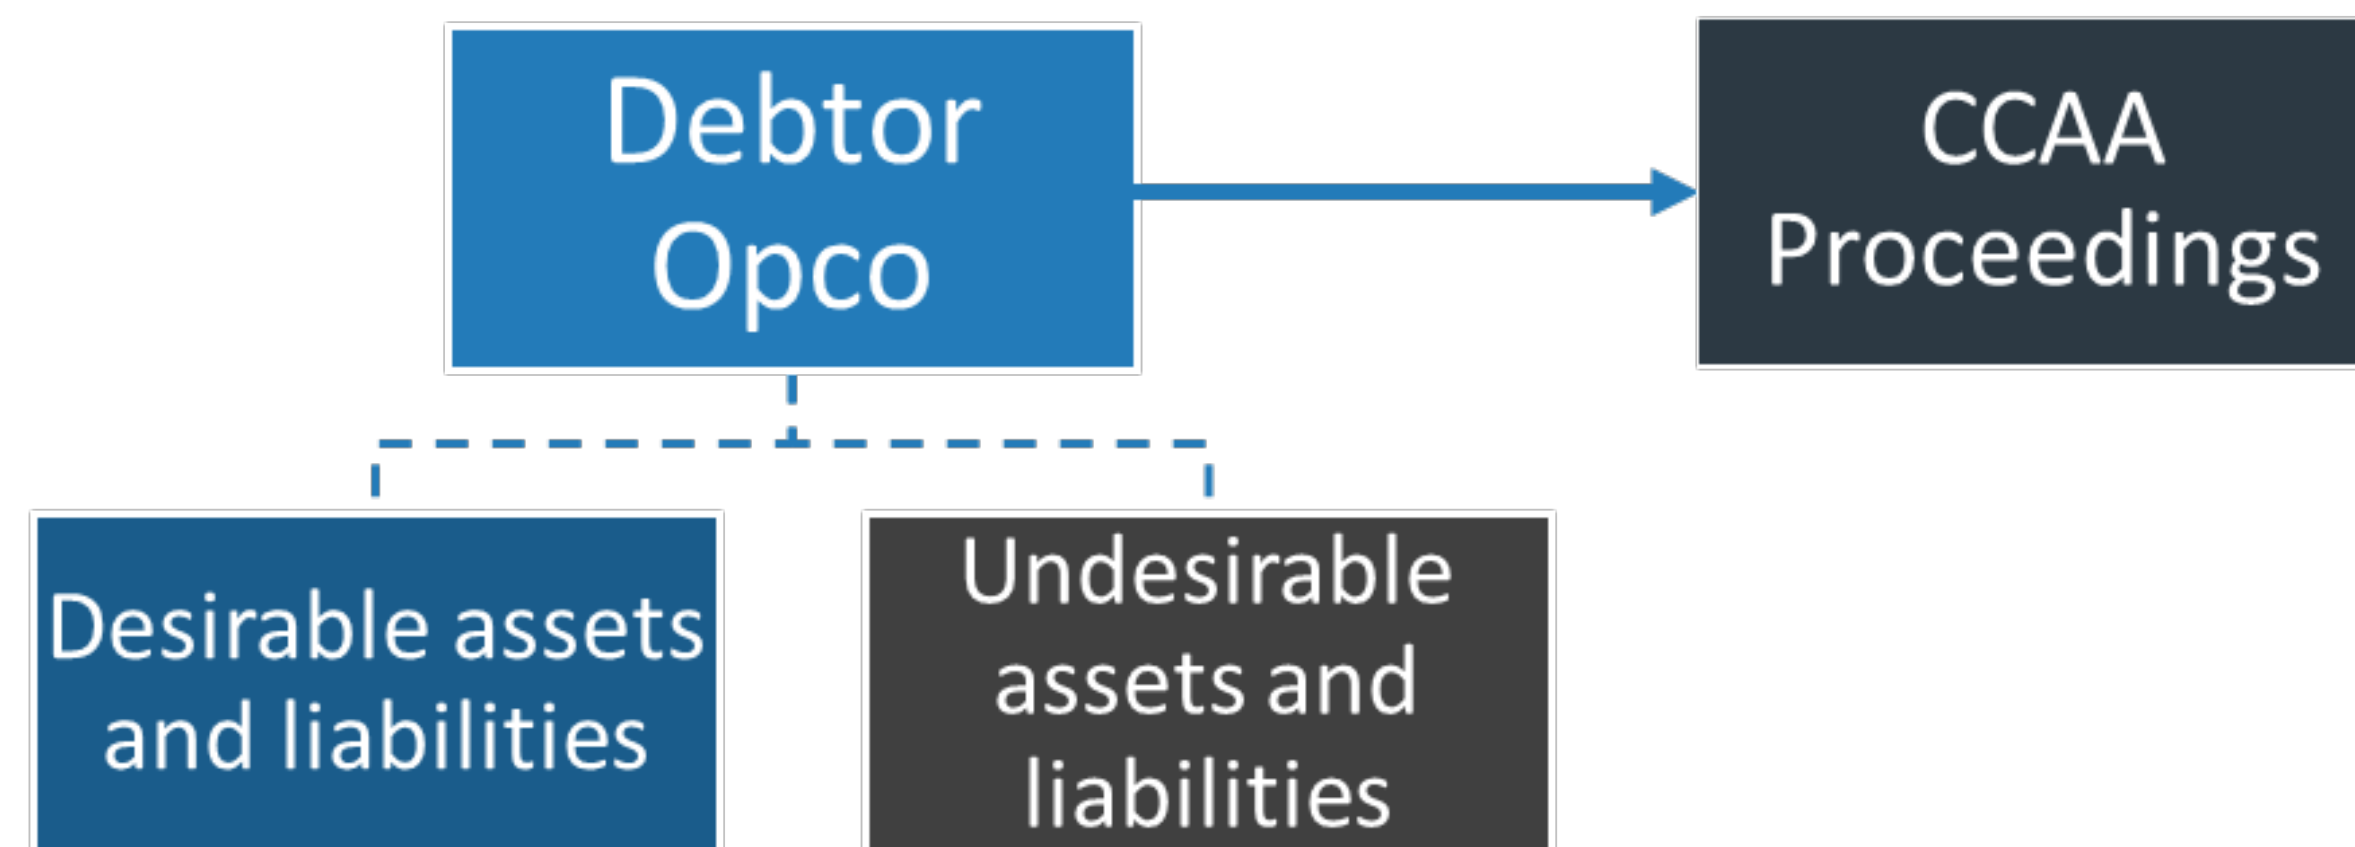 Debtor
Opco
CCAA
Proceedings
Desirable assets
and liabilities
Undesirable
assets and
liabilities